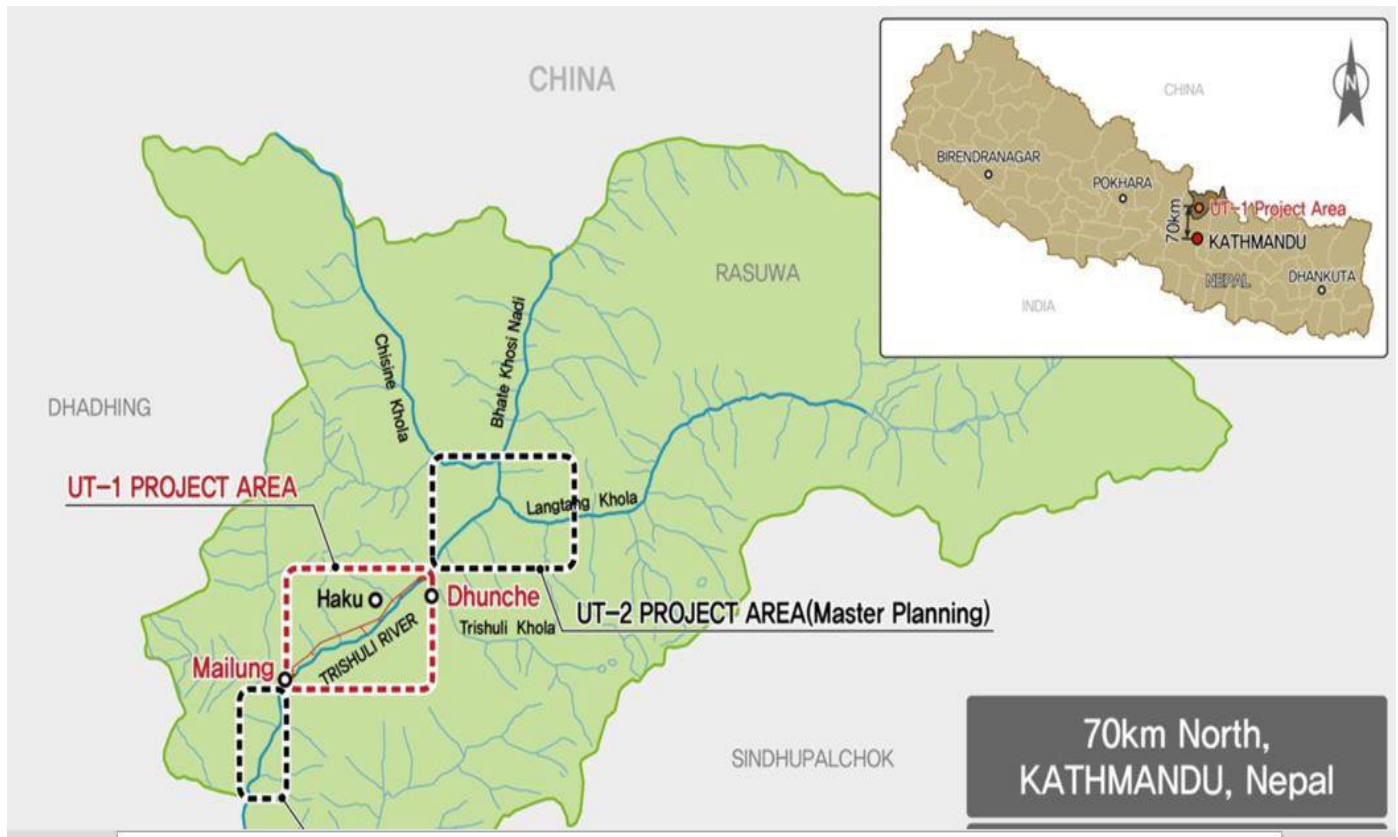 CHINA
CHINA
N
BIRENDRANAGAR
POKHARA
UT-1 Project Area
70km
KATHMANDU
NEPAL
DHANKUTA
INDIA
RASUWA
Chisine Khola
Bhate Khosi Nadi
DHADHING
UT-1 PROJECT AREA
Langtang Khola
Haku
Dhunche
UT-2 PROJECT AREA(Master Planning)
Trishuli Khola
TRISHULI RIVER
Mailung
SINDHUPALCHOK
70km North,
KATHMANDU, Nepal